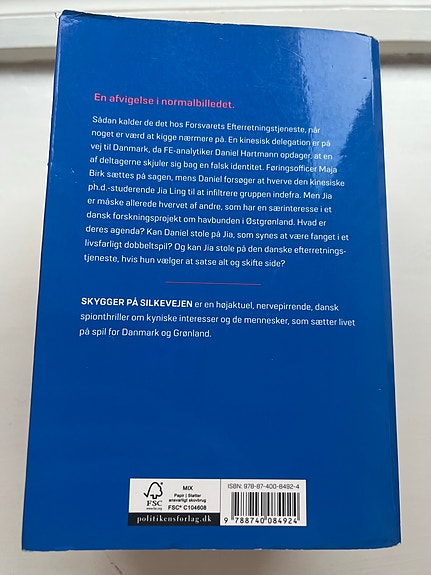 En afvigelse i normalbilledet.
Sådan kalder de det hos Forsvarets Efterretningstjeneste, når
noget er værd at kigge nærmere på. En kinesisk delegation er på
vej til Danmark, da FE-analytiker Daniel Hartmann opdager, at en
af deltagerne skjuler sig bag en falsk identitet. Føringsofficer Maja
Birk sættes på sagen, mens Daniel forsøger at hverve den kinesiske
ph.d.-studerende Jia Ling til at infiltrere gruppen indefra. Men Jia
er måske allerede hvervet af andre, som har en særinteresse i et
dansk forskningsprojekt om havbunden i Østgrønland. Hvad er
deres agenda? Kan Daniel stole på Jia, som synes at være fanget i et
livsfarligt dobbeltspil? Og kan Jia stole på den danske efterretnings-
tjeneste, hvis hun vælger at satse alt og skifte side?
SKYGGER PÅ SILKEVEJEN er en højaktuel, nervepirrende, dansk
spionthriller om kyniske interesser og de mennesker, som sætter livet
på spil for Danmark og Grønland.
FSC
www.fsc.org
MIX
Papir | Støtter
ansvarligt skovbrug
FSC® C104608
politikensforlag.dk
ISBN: 978-87-400-8492-4
9 788740 084924